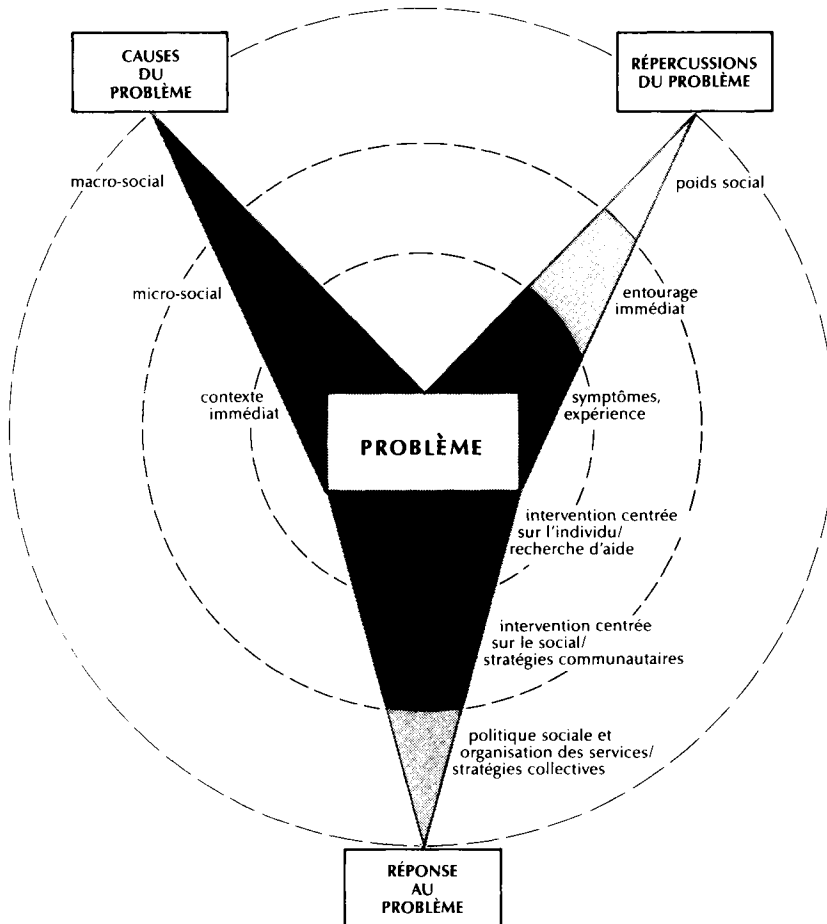 CAUSES
DU
PROBLÈME
RÉPERCUSSIONS
DU PROBLÈME
macro-social
poids social
micro-social
entourage
immédiat
contexte
immédiat
symptômes,
expérience
PROBLÈME
intervention centrée
sur l'individu/
recherche d'aide
intervention centrée
sur le social/
stratégies communautaires
politique sociale et
organisation des services/
stratégies collectives
RÉPONSE
AU
PROBLÈME